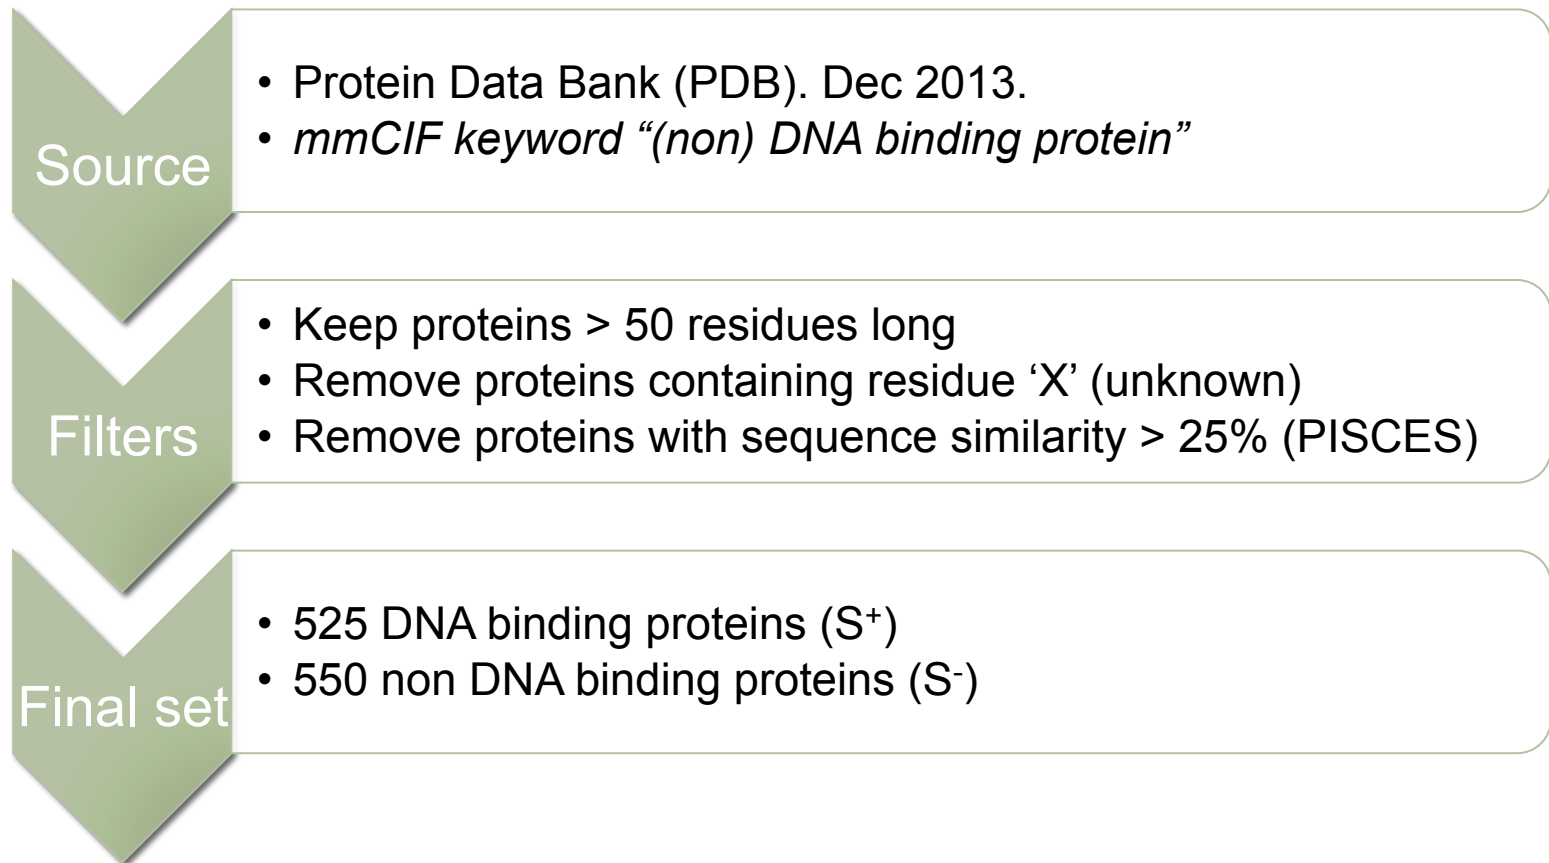 Source
• Protein Data Bank (PDB). Dec 2013.
• mmCIF keyword “(non) DNA binding protein”
Filters
• Keep proteins > 50 residues long
• Remove proteins containing residue ‘X’ (unknown)
• Remove proteins with sequence similarity > 25% (PISCES)
Final set
• 525 DNA binding proteins (S⁺)
• 550 non DNA binding proteins (S⁻)